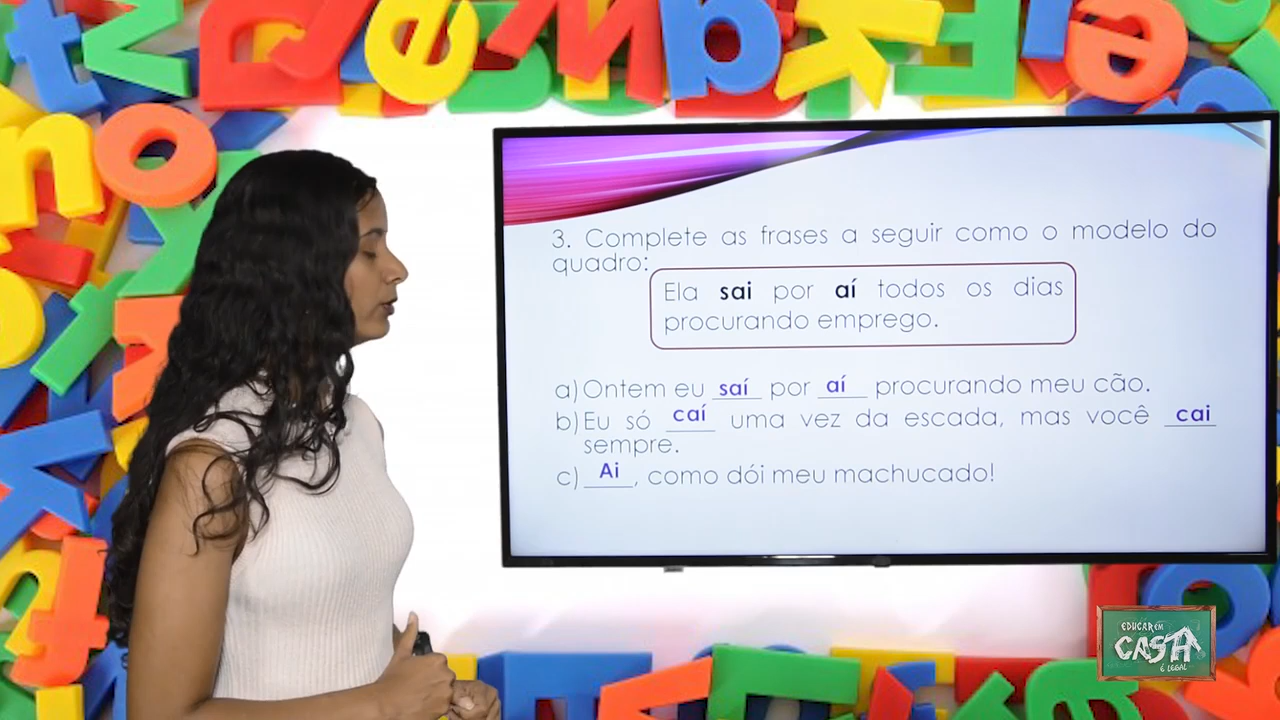 3. Complete as frases a seguir como o modelo do
quadro:
Ela sai por aí todos os dias
procurando emprego.
a) Ontem eu saí por aí procurando meu cão.
b) Eu só caí uma vez da escada, mas você cai
sempre.
c) Ai, como dói meu machucado!
EDUCAR EM
CASA
É LEGAL